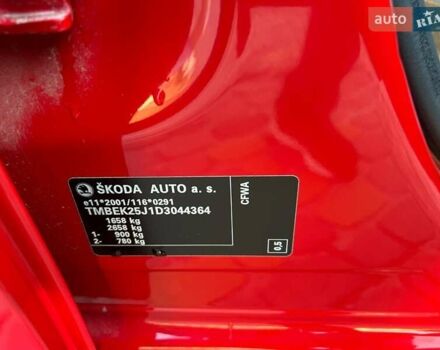 auto RIA
ŠKODA AUTO a. s.
e11*2001/116*0291
TMBEK25J1D3044364
1658 kg
2658 kg
1- 900 kg
2- 780 kg
CFWA
0,5